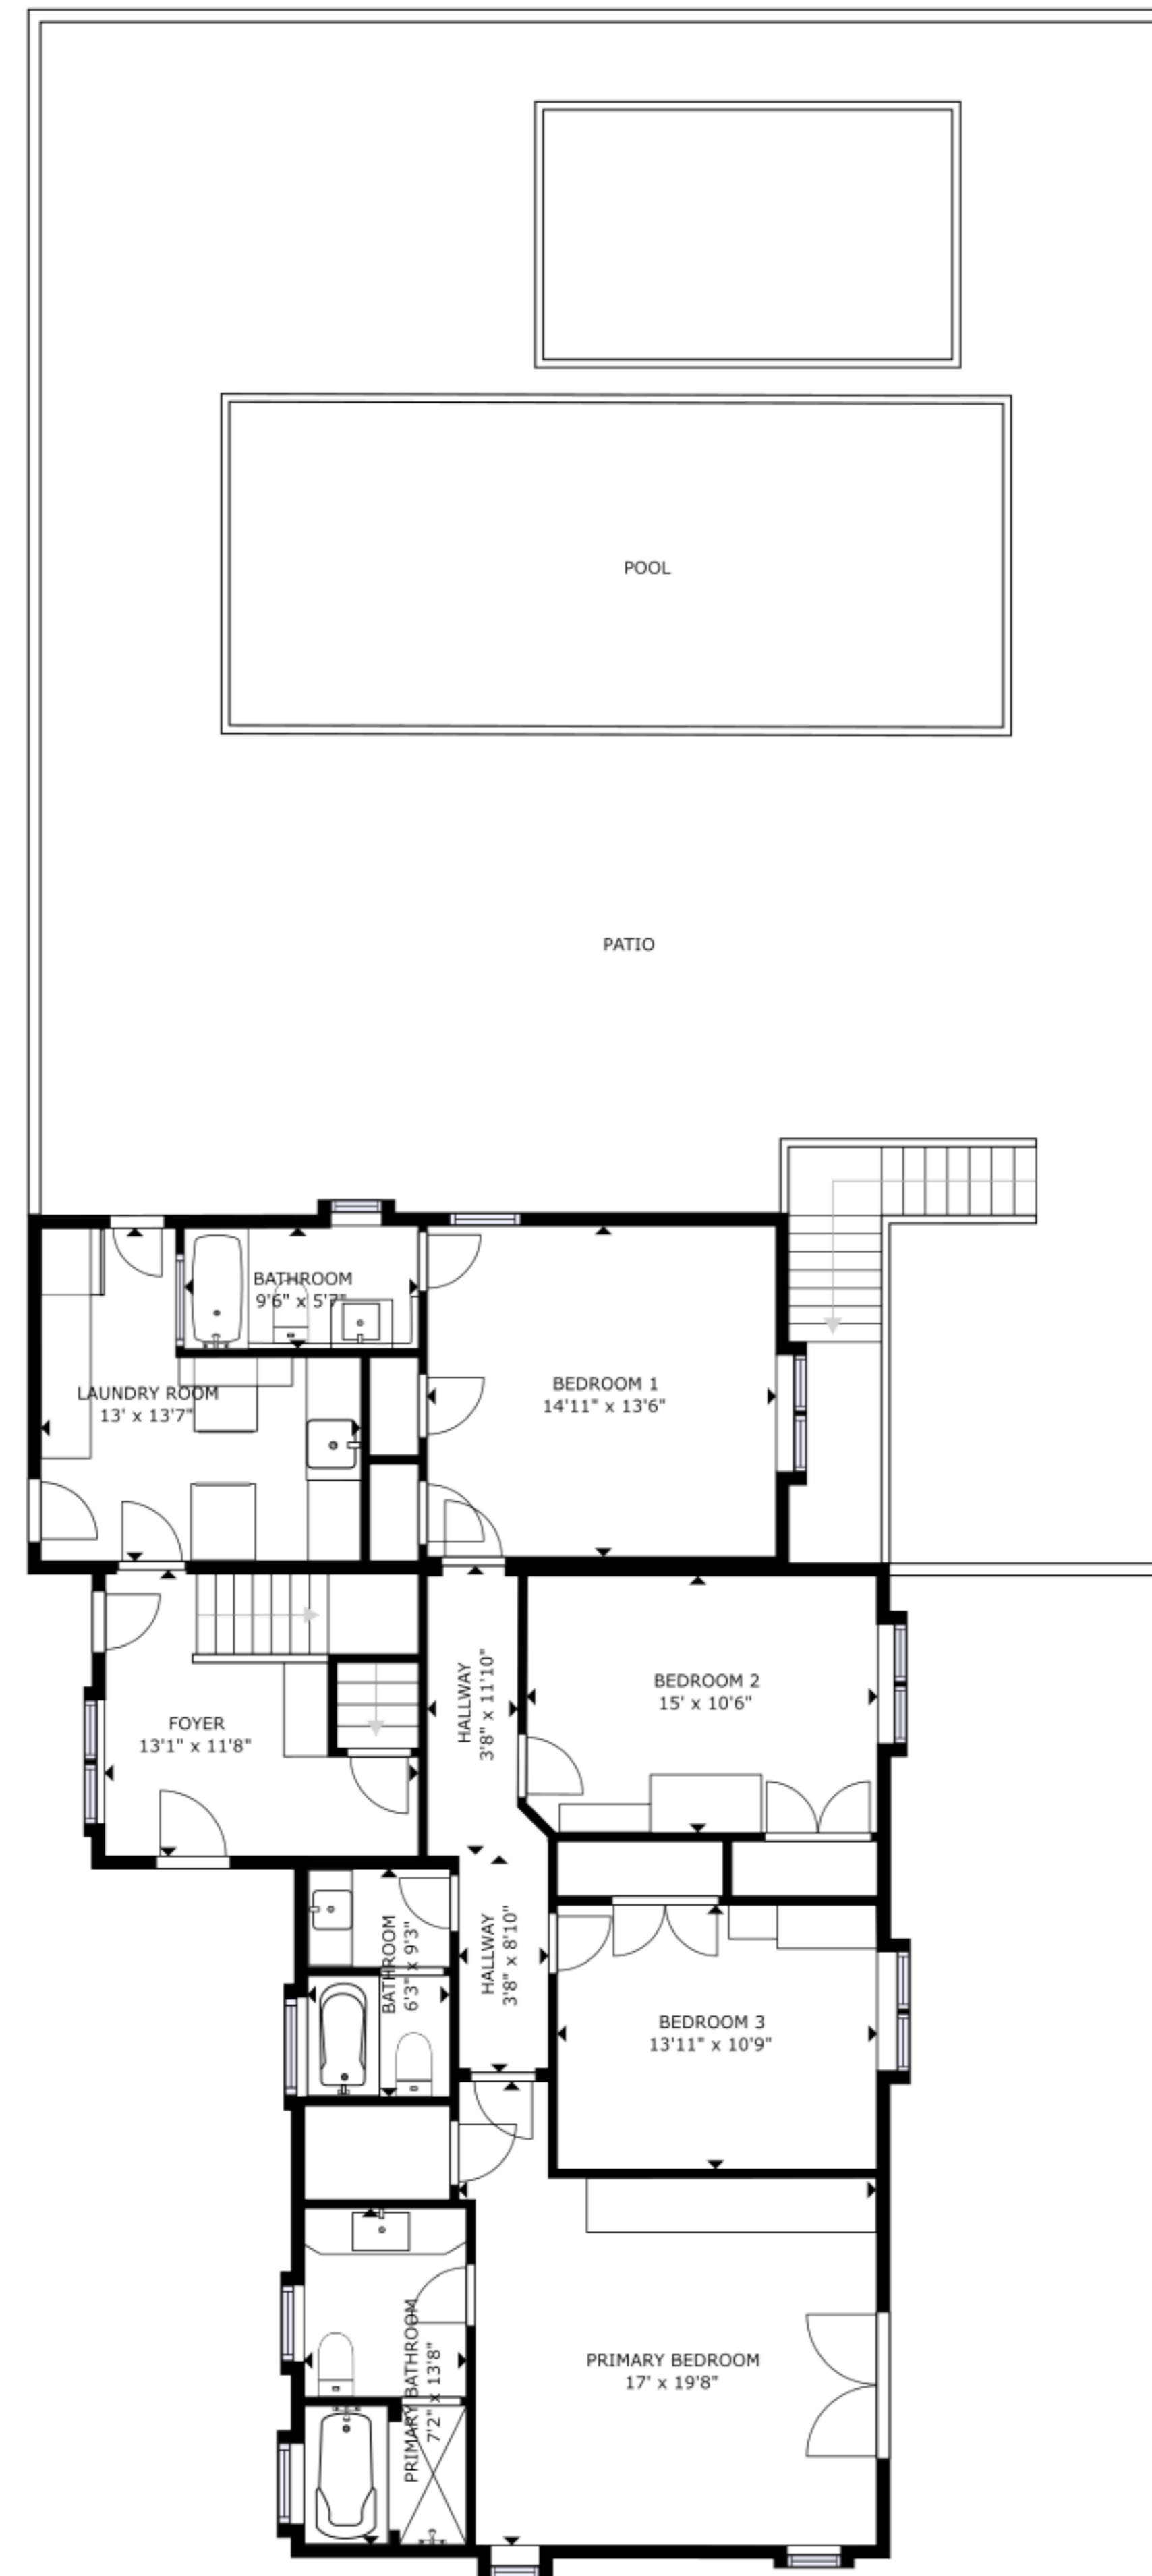 POOL
PATIO
BATHROOM
9'6" x 5'7"
LAUNDRY ROOM
13' x 13'7"
BEDROOM 1
14'11" x 13'6"
HALLWAY
3'8" x 11'10"
BEDROOM 2
15' x 10'6"
FOYER
13'1" x 11'8"
BATHROOM
6'3" x 9'3"
HALLWAY
3'8" x 8'10"
BEDROOM 3
13'11" x 10'9"
PRIMARY BATHROOM
7'2" x 13'8"
PRIMARY BEDROOM
17' x 19'8"